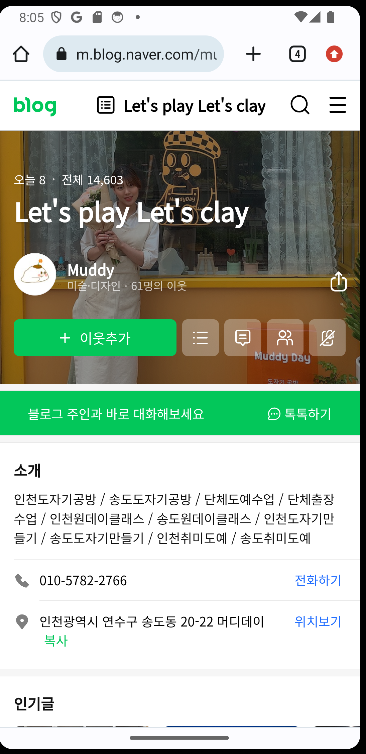 8:05
m.blog.naver.com/mu
4
blog
Let's play Let's clay
오늘 8 · 전체 14,603
Let's play Let's clay
Muddy
미술·디자인 · 61명의 이웃
+ 이웃추가
Muddy Day
블로그 주인과 바로 대화해보세요
톡톡하기
소개
인천도자기공방 / 송도도자기공방 / 단체도예수업 / 단체출장
수업 / 인천원데이클래스 / 송도원데이클래스 / 인천도자기만
들기 / 송도도자기만들기 / 인천취미도예 / 송도취미도예
010-5782-2766
전화하기
인천광역시 연수구 송도동 20-22 머디데이
위치보기
복사
인기글